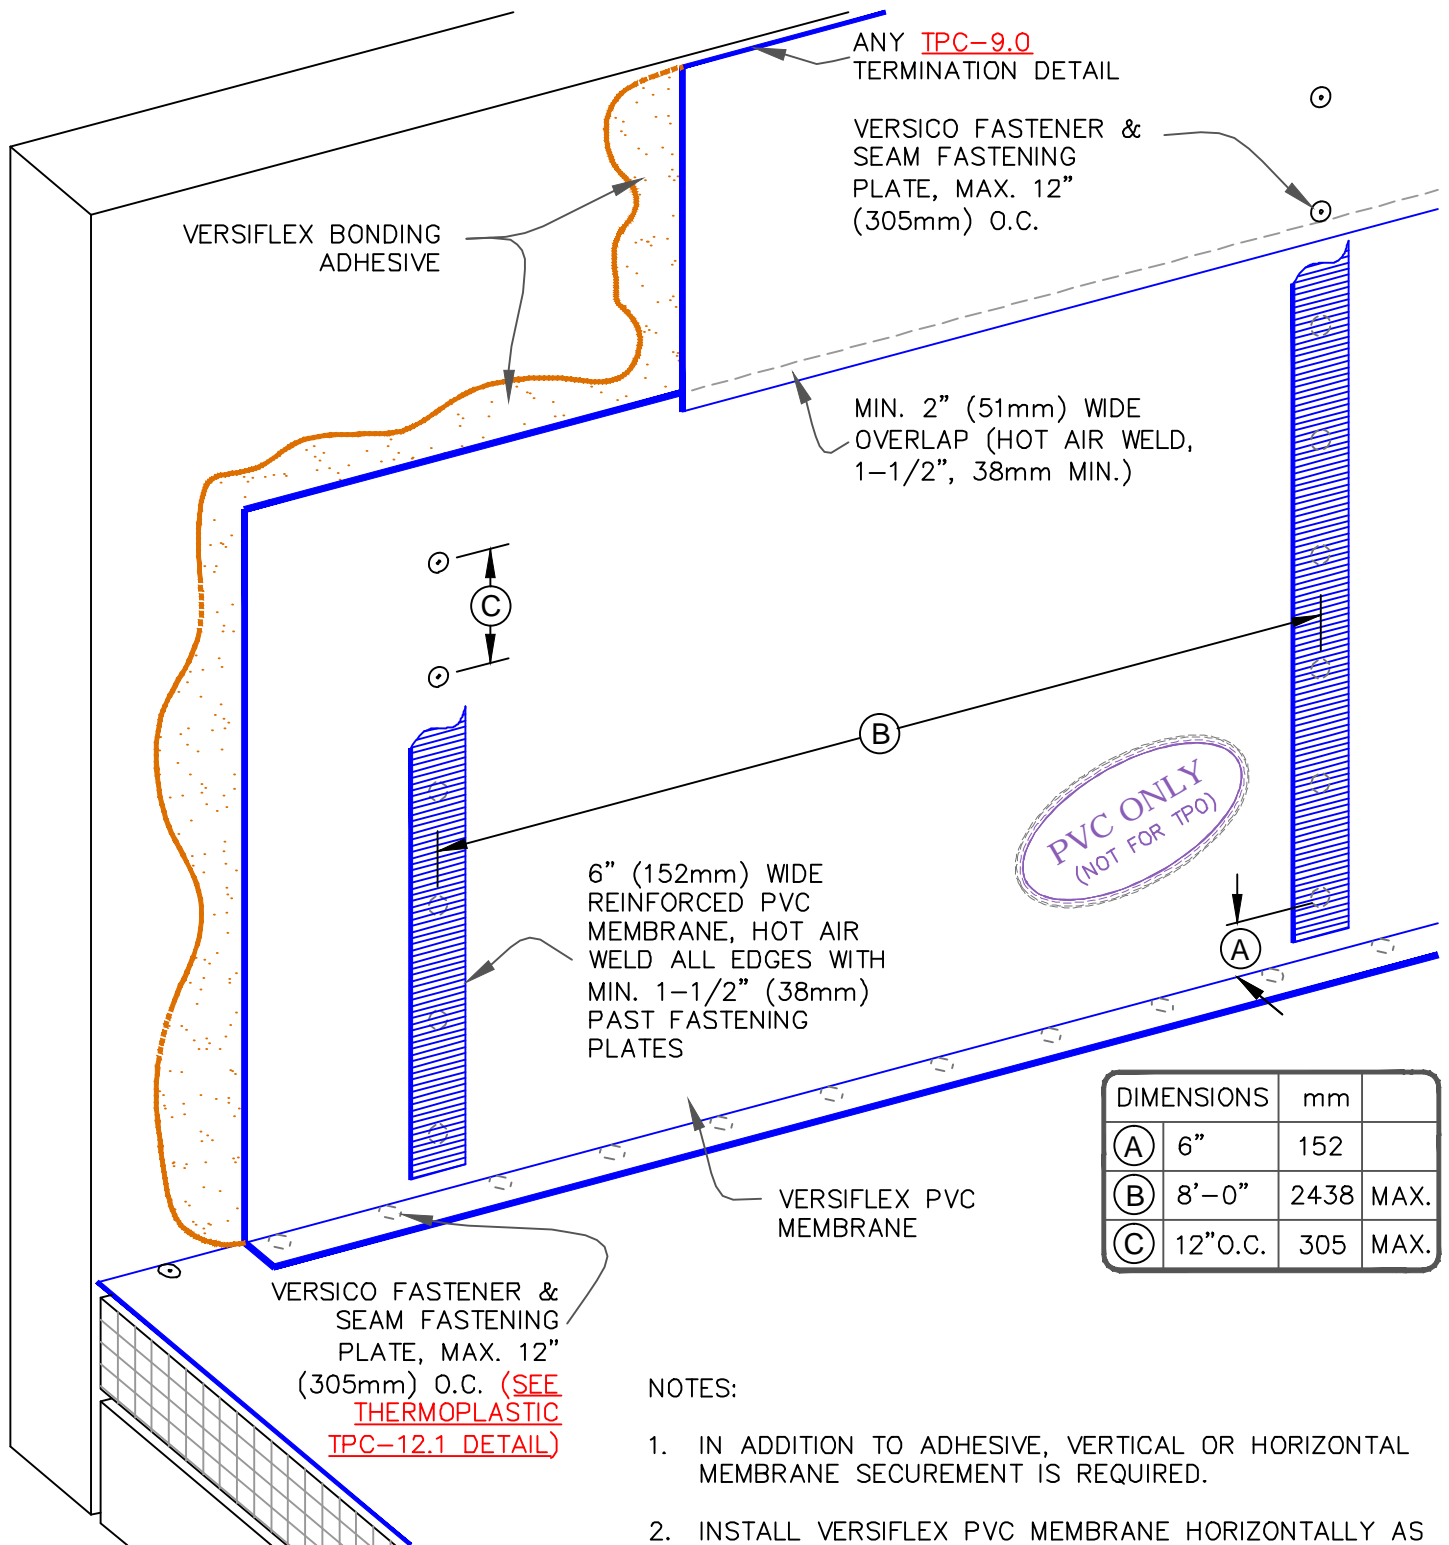 ANY TPC-9.0
TERMINATION DETAIL
VERSICO FASTENER &
SEAM FASTENING
PLATE, MAX. 12"
(305mm) O.C.
VERSIFLEX BONDING
ADHESIVE
MIN. 2" (51mm) WIDE
OVERLAP (HOT AIR WELD,
1-1/2", 38mm MIN.)
C
B
PVC ONLY
(NOT FOR TPO)
6" (152mm) WIDE
REINFORCED PVC
MEMBRANE, HOT AIR
WELD ALL EDGES WITH
MIN. 1-1/2" (38mm)
PAST FASTENING
PLATES
A
DIMENSIONS mm
A 6" 152
B 8'-0" 2438 MAX.
C 12"O.C. 305 MAX.
VERSIFLEX PVC
MEMBRANE
VERSICO FASTENER &
SEAM FASTENING
PLATE, MAX. 12"
(305mm) O.C. (SEE
THERMOPLASTIC
TPC-12.1 DETAIL)
NOTES:
1. IN ADDITION TO ADHESIVE, VERTICAL OR HORIZONTAL
MEMBRANE SECUREMENT IS REQUIRED.
2. INSTALL VERSIFLEX PVC MEMBRANE HORIZONTALLY AS